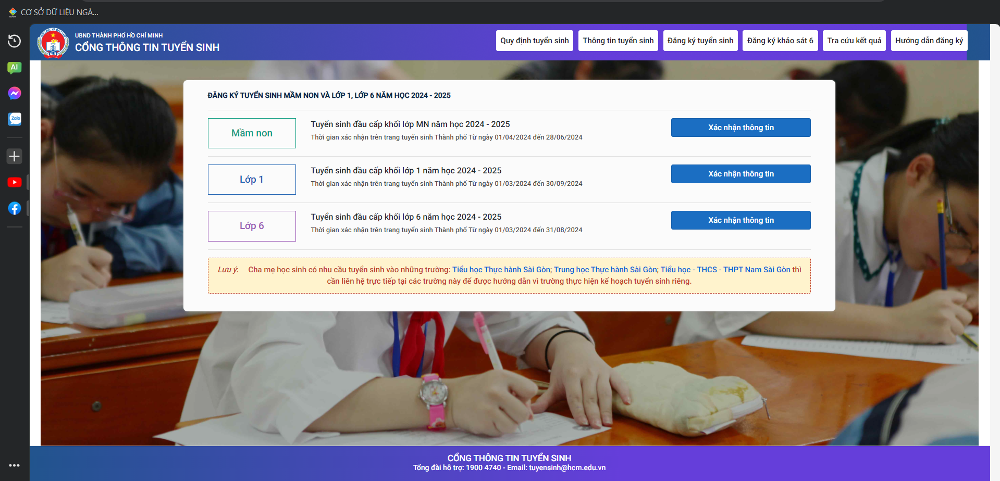 CƠ SỞ DỮ LIỆU NGÀ...
AI
Zalo
UBND THÀNH PHỐ HỒ CHÍ MINH
CỔNG THÔNG TIN TUYỂN SINH
Quy định tuyển sinh
Thông tin tuyển sinh
Đăng ký tuyển sinh
Đăng ký khảo sát 6
Tra cứu kết quả
Hướng dẫn đăng ký
ĐĂNG KÝ TUYỂN SINH MẦM NON VÀ LỚP 1, LỚP 6 NĂM HỌC 2024 - 2025
Mầm non
Tuyển sinh đầu cấp khối lớp MN năm học 2024 - 2025
Thời gian xác nhận trên trang tuyển sinh Thành phố Từ ngày 01/04/2024 đến 28/06/2024
Xác nhận thông tin
Lớp 1
Tuyển sinh đầu cấp khối lớp 1 năm học 2024 - 2025
Thời gian xác nhận trên trang tuyển sinh Thành phố Từ ngày 01/03/2024 đến 30/09/2024
Xác nhận thông tin
Lớp 6
Tuyển sinh đầu cấp khối lớp 6 năm học 2024 - 2025
Thời gian xác nhận trên trang tuyển sinh Thành phố Từ ngày 01/03/2024 đến 31/08/2024
Xác nhận thông tin
Lưu ý: Cha mẹ học sinh có nhu cầu tuyển sinh vào những trường: Tiểu học Thực hành Sài Gòn; Trung học Thực hành Sài Gòn; Tiểu học - THCS - THPT Nam Sài Gòn thì
cần liên hệ trực tiếp tại các trường này để được hướng dẫn vì trường thực hiện kế hoạch tuyển sinh riêng.
CỔNG THÔNG TIN TUYỂN SINH
Tổng đài hỗ trợ: 1900 4740 - Email: tuyensinh@hcm.edu.vn